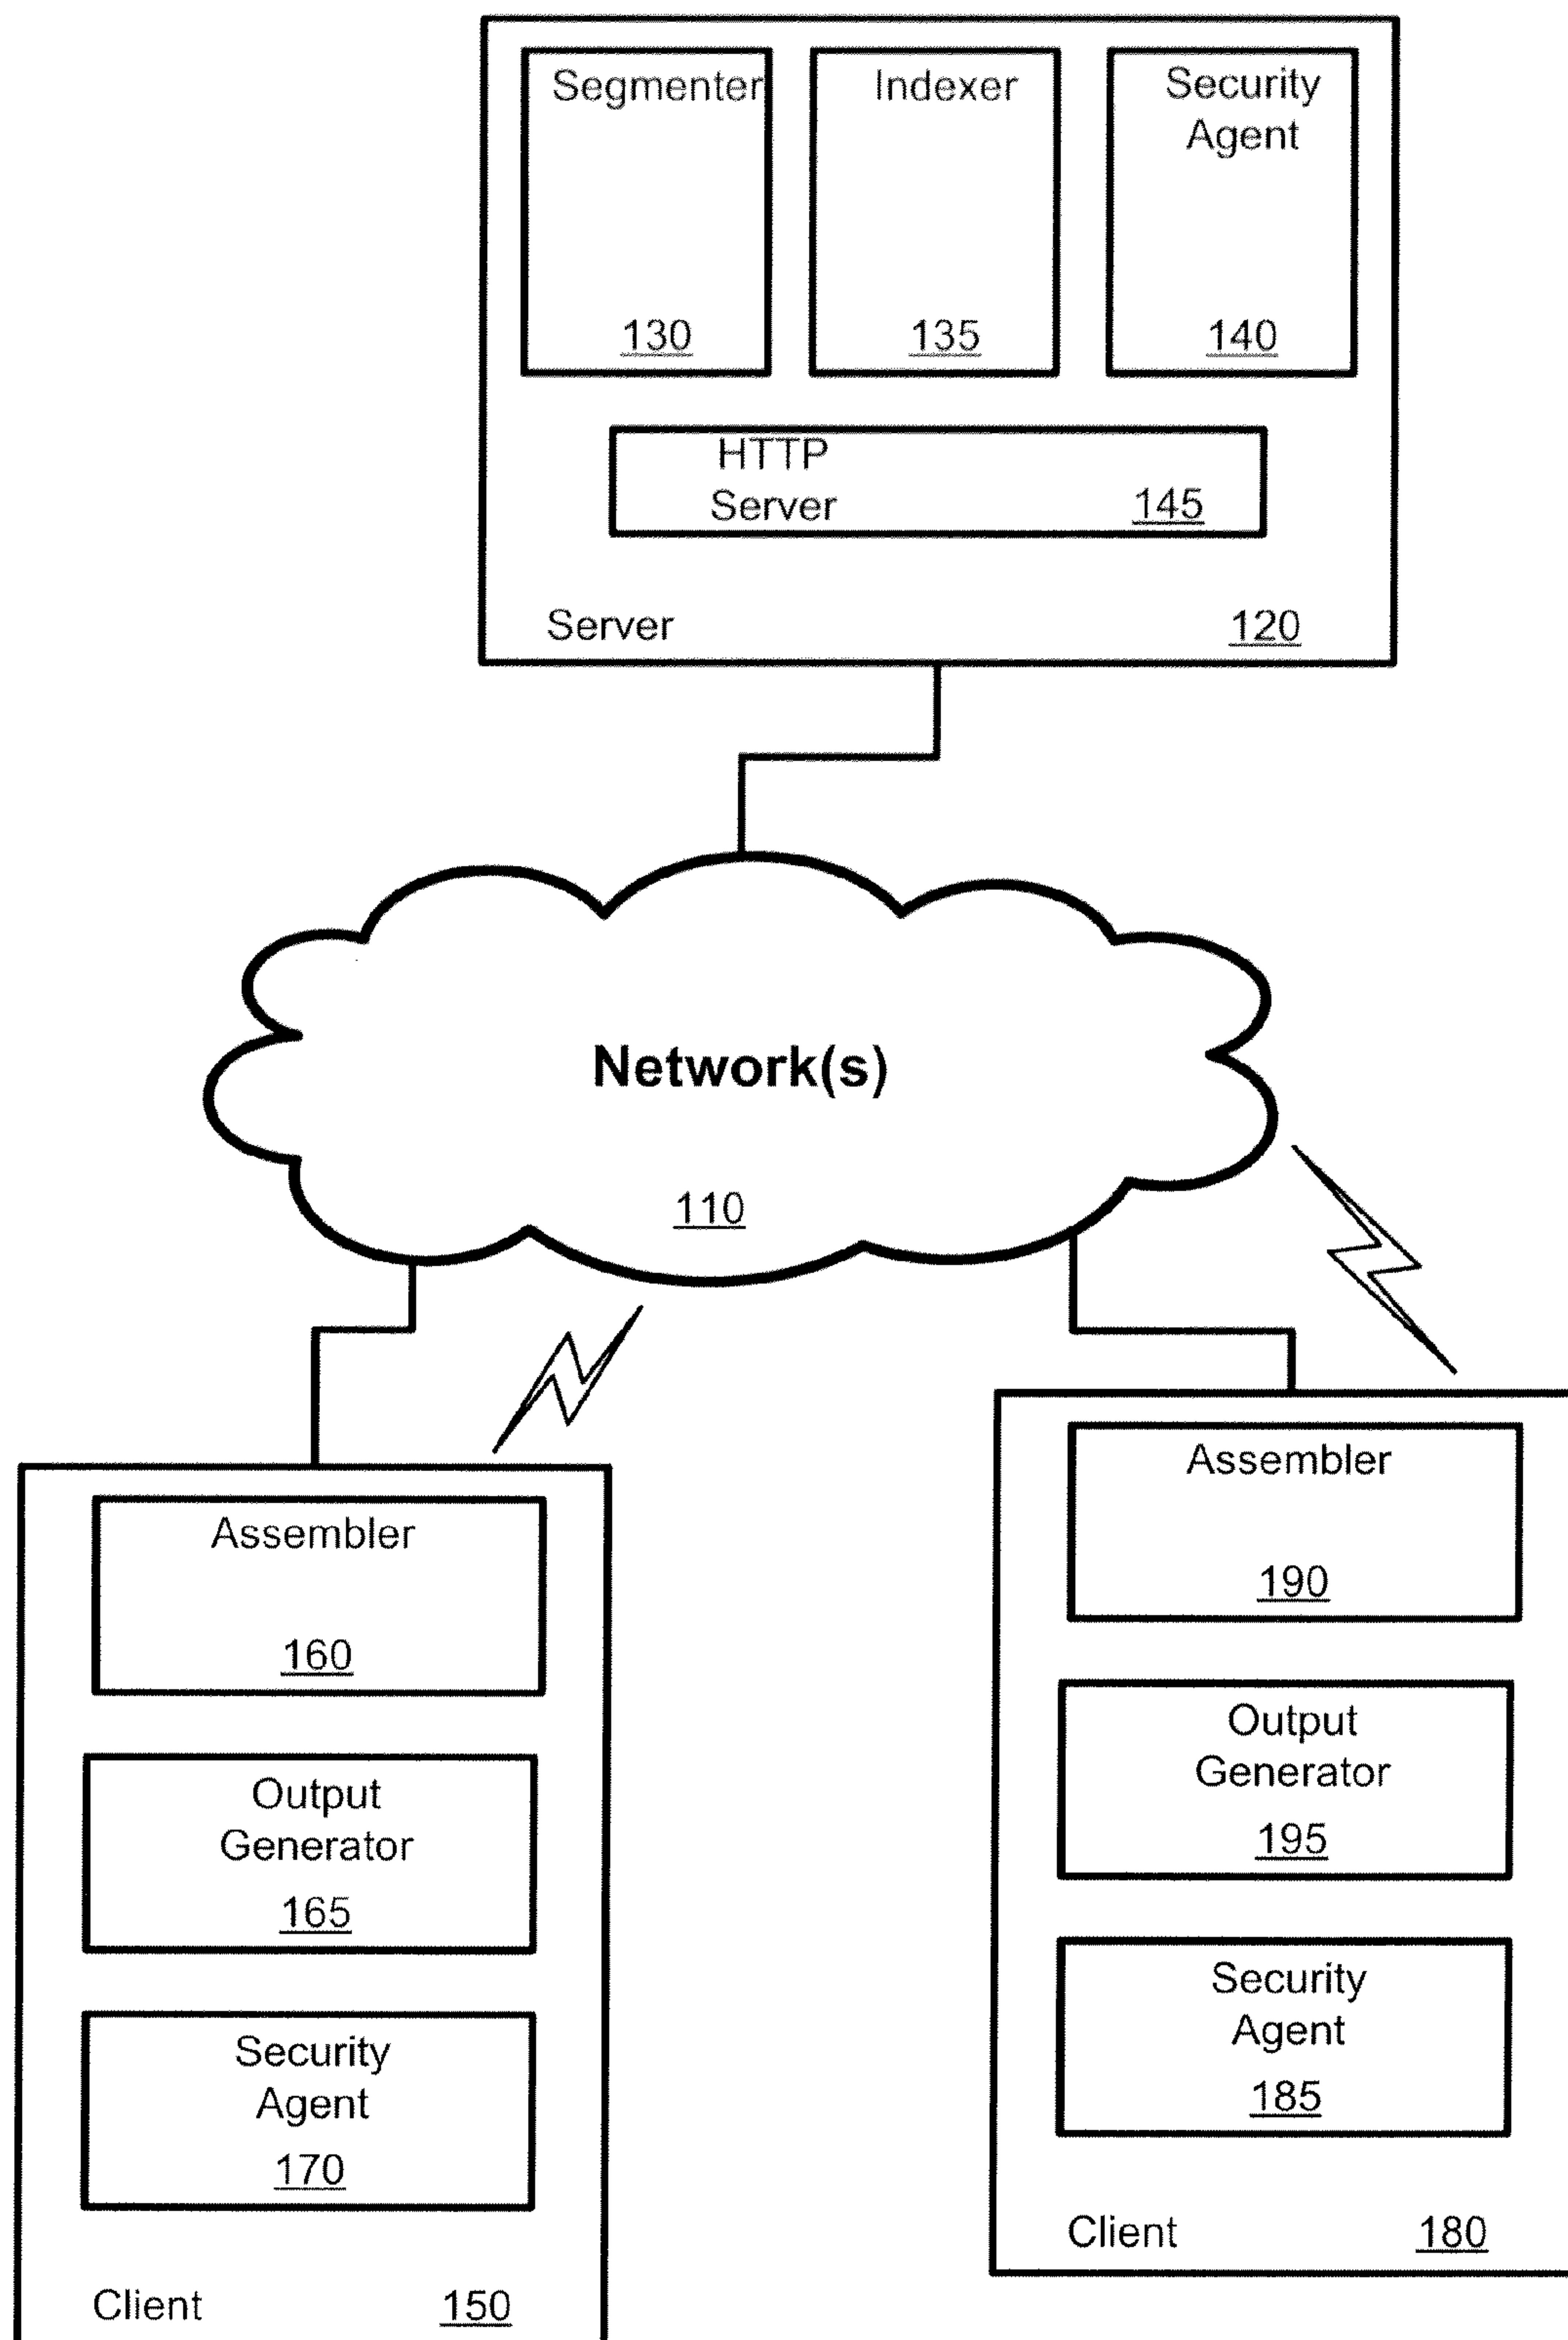 Segmenter
130
Indexer
135
Security
Agent
140
HTTP
Server
145
Server
120
Network(s)
110
Assembler
160
Output
Generator
165
Security
Agent
170
Client
150
Assembler
190
Output
Generator
195
Security
Agent
185
Client
180